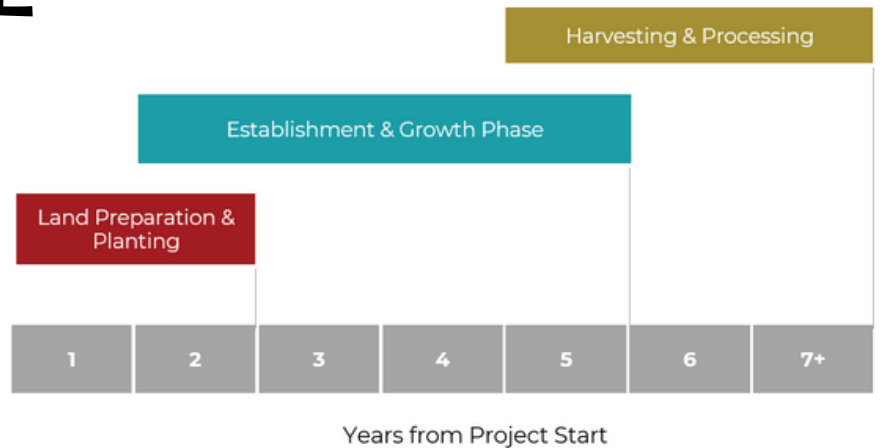 Harvesting & Processing
Establishment & Growth Phase
Land Preparation &
Planting
1 2 3 4 5 6 7+
Years from Project Start